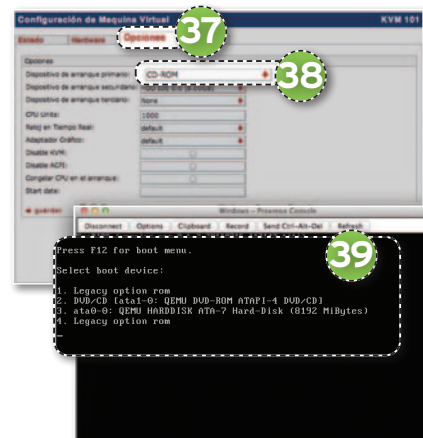 Configuración de Maquina Virtual
KVM 101
Estado
Hardware
Opciones
37
Opciones
Dispositivo de arranque primario:
CD-ROM
38
Dispositivo de arranque secundario:
Dispositivo de arranque terciario:
None
CPU Units:
1000
Reloj en Tiempo Real:
default
Adaptador Gráfico:
default
Disable KVM:
Disable ACPI:
Congelar CPU en el arranque:
Start date:
guardar
Windows - Proxmox Console
Disconnect
Options
Clipboard
Record
Send Ctrl-Alt-Del
Refresh
39
Press F12 for boot menu.
Select boot device:
1. Legacy option rom
2. DVD/CD [ata1-0: QEMU DVD-ROM ATAPI-4 DVD/CD]
3. ata0-0: QEMU HARDDISK ATA-7 Hard-Disk (8192 MiBytes)
4. Legacy option rom
_